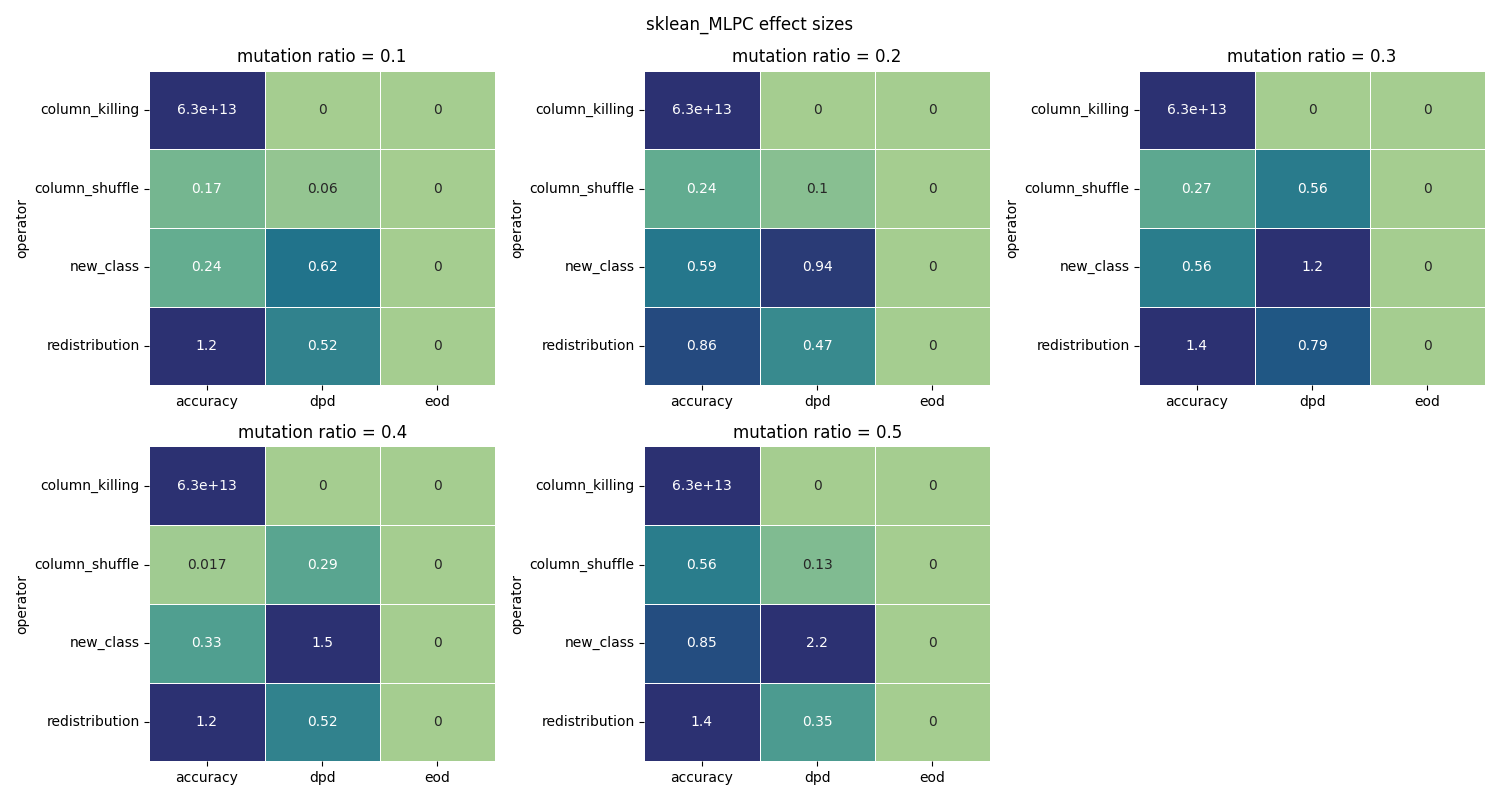 sklean_MLPC effect sizes
mutation ratio = 0.1
operator
column_killing 6.3e+13 0 0
column_shuffle 0.17 0.06 0
new_class 0.24 0.62 0
redistribution 1.2 0.52 0
accuracy dpd eod
mutation ratio = 0.2
operator
column_killing 6.3e+13 0 0
column_shuffle 0.24 0.1 0
new_class 0.59 0.94 0
redistribution 0.86 0.47 0
accuracy dpd eod
mutation ratio = 0.3
operator
column_killing 6.3e+13 0 0
column_shuffle 0.27 0.56 0
new_class 0.56 1.2 0
redistribution 1.4 0.79 0
accuracy dpd eod
mutation ratio = 0.4
operator
column_killing 6.3e+13 0 0
column_shuffle 0.017 0.29 0
new_class 0.33 1.5 0
redistribution 1.2 0.52 0
accuracy dpd eod
mutation ratio = 0.5
operator
column_killing 6.3e+13 0 0
column_shuffle 0.56 0.13 0
new_class 0.85 2.2 0
redistribution 1.4 0.35 0
accuracy dpd eod